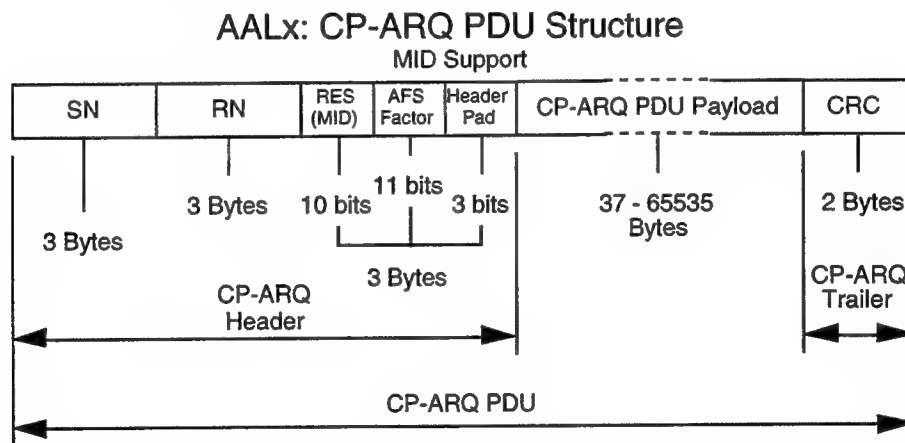 AALx: CP-ARQ PDU Structure
MID Support
SN
RN
RES
(MID)
AFS
Factor
Header
Pad
CP-ARQ PDU Payload
CRC
3 Bytes
3 Bytes
10 bits
11 bits
3 bits
3 Bytes
37 - 65535
Bytes
2 Bytes
CP-ARQ
Header
CP-ARQ
Trailer
CP-ARQ PDU